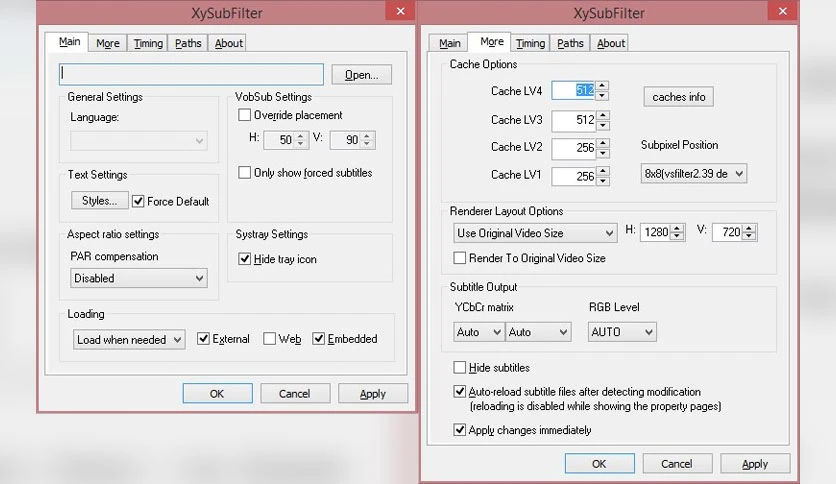 XySubFilter
Main More Timing Paths About
Open...
General Settings
Language:
VobSub Settings
Override placement
H: 50 V: 90
Only show forced subtitles
Text Settings
Styles... Force Default
Aspect ratio settings
PAR compensation
Disabled
Systray Settings
Hide tray icon
Loading
Load when needed External Web Embedded
OK Cancel Apply
XySubFilter
Main More Timing Paths About
Cache Options
Cache LV4 512
caches info
Cache LV3 512
Cache LV2 256
Subpixel Position
Cache LV1 256
8x8(vsfilter2.39 de
Renderer Layout Options
Use Original Video Size H: 1280 V: 720
Render To Original Video Size
Subtitle Output
YCbCr matrix RGB Level
Auto Auto AUTO
Hide subtitles
Auto-reload subtitle files after detecting modification
(reloading is disabled while showing the property pages)
Apply changes immediately
OK Cancel Apply